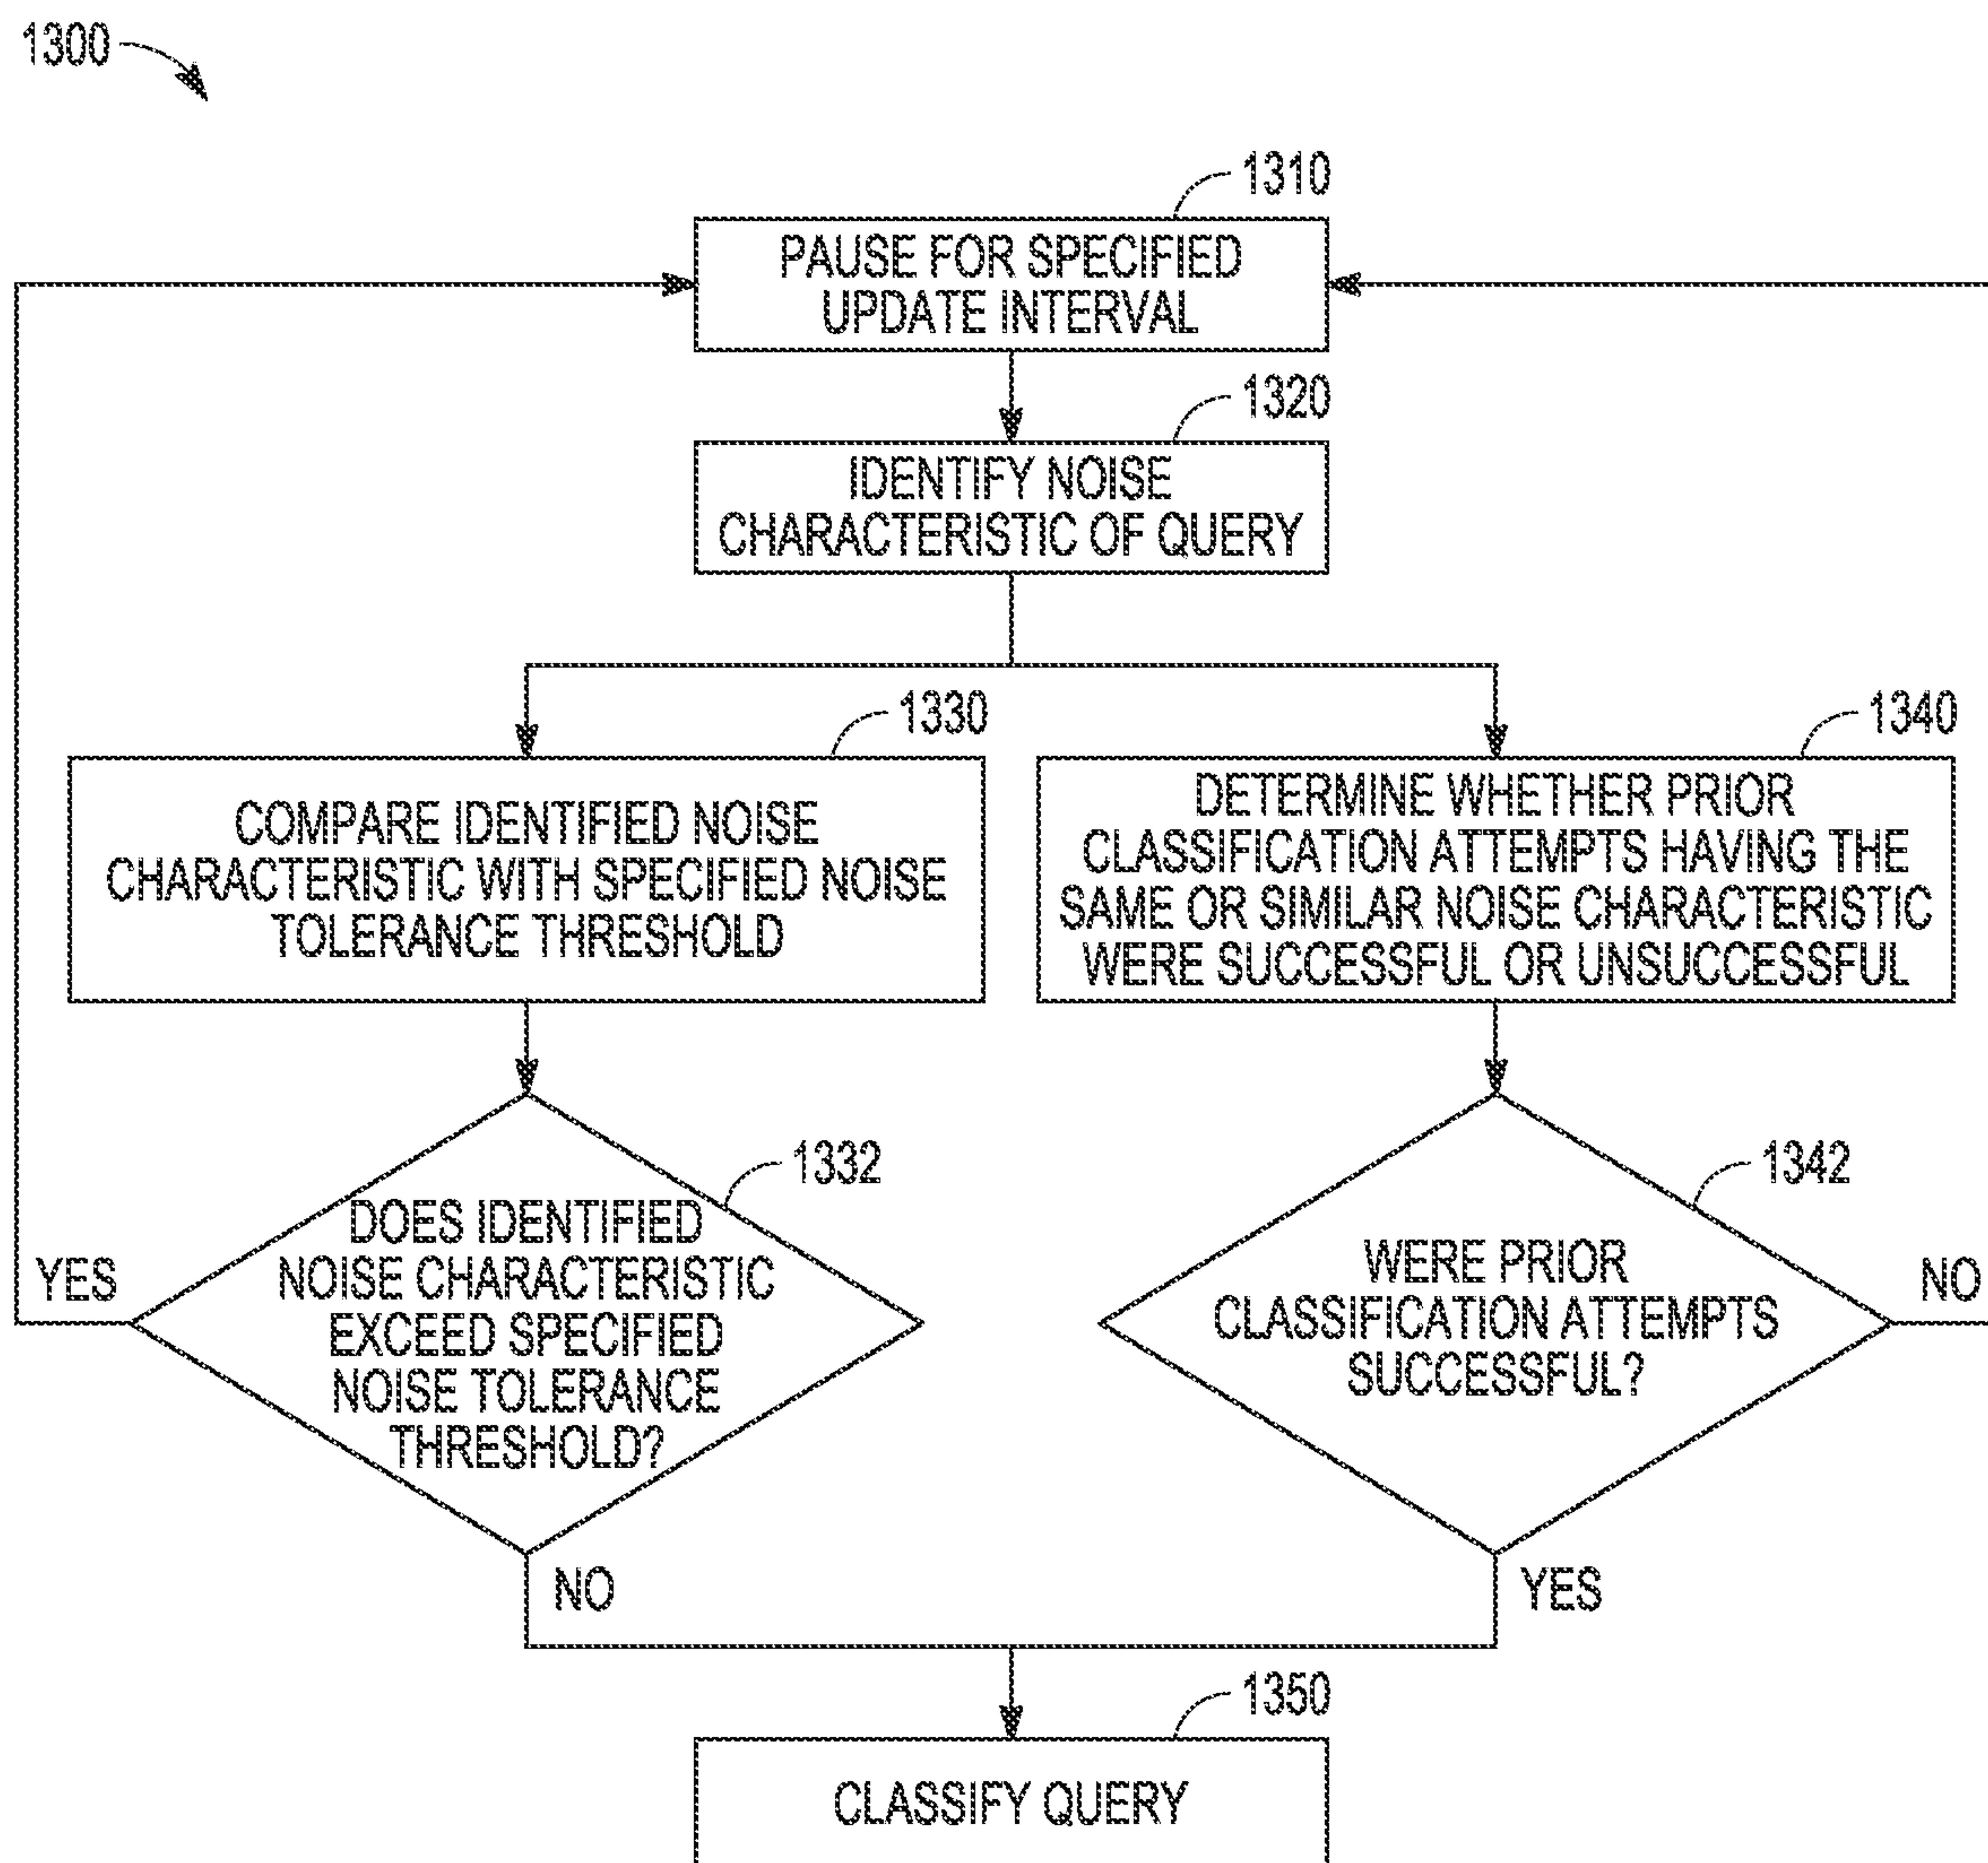 1300
1310
PAUSE FOR SPECIFIED
UPDATE INTERVAL
1320
IDENTIFY NOISE
CHARACTERISTIC OF QUERY
1330
COMPARE IDENTIFIED NOISE
CHARACTERISTIC WITH SPECIFIED NOISE
TOLERANCE THRESHOLD
1340
DETERMINE WHETHER PRIOR
CLASSIFICATION ATTEMPTS HAVING THE
SAME OR SIMILAR NOISE CHARACTERISTIC
WERE SUCCESSFUL OR UNSUCCESSFUL
1332
DOES IDENTIFIED
NOISE CHARACTERISTIC
EXCEED SPECIFIED
NOISE TOLERANCE
THRESHOLD?
YES
NO
1342
WERE PRIOR
CLASSIFICATION ATTEMPTS
SUCCESSFUL?
NO
YES
1350
CLASSIFY QUERY